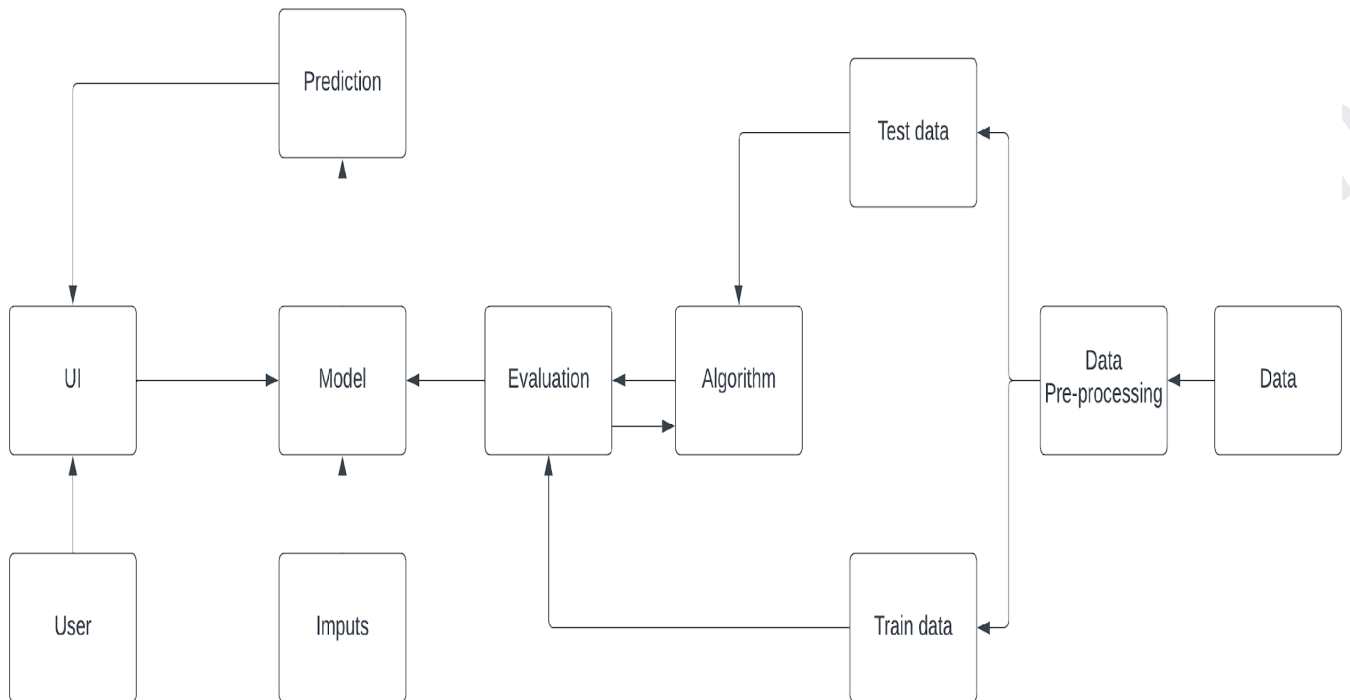 Prediction
Test data
UI
Model
Evaluation
Algorithm
Data
Pre-processing
Data
User
Imputs
Train data